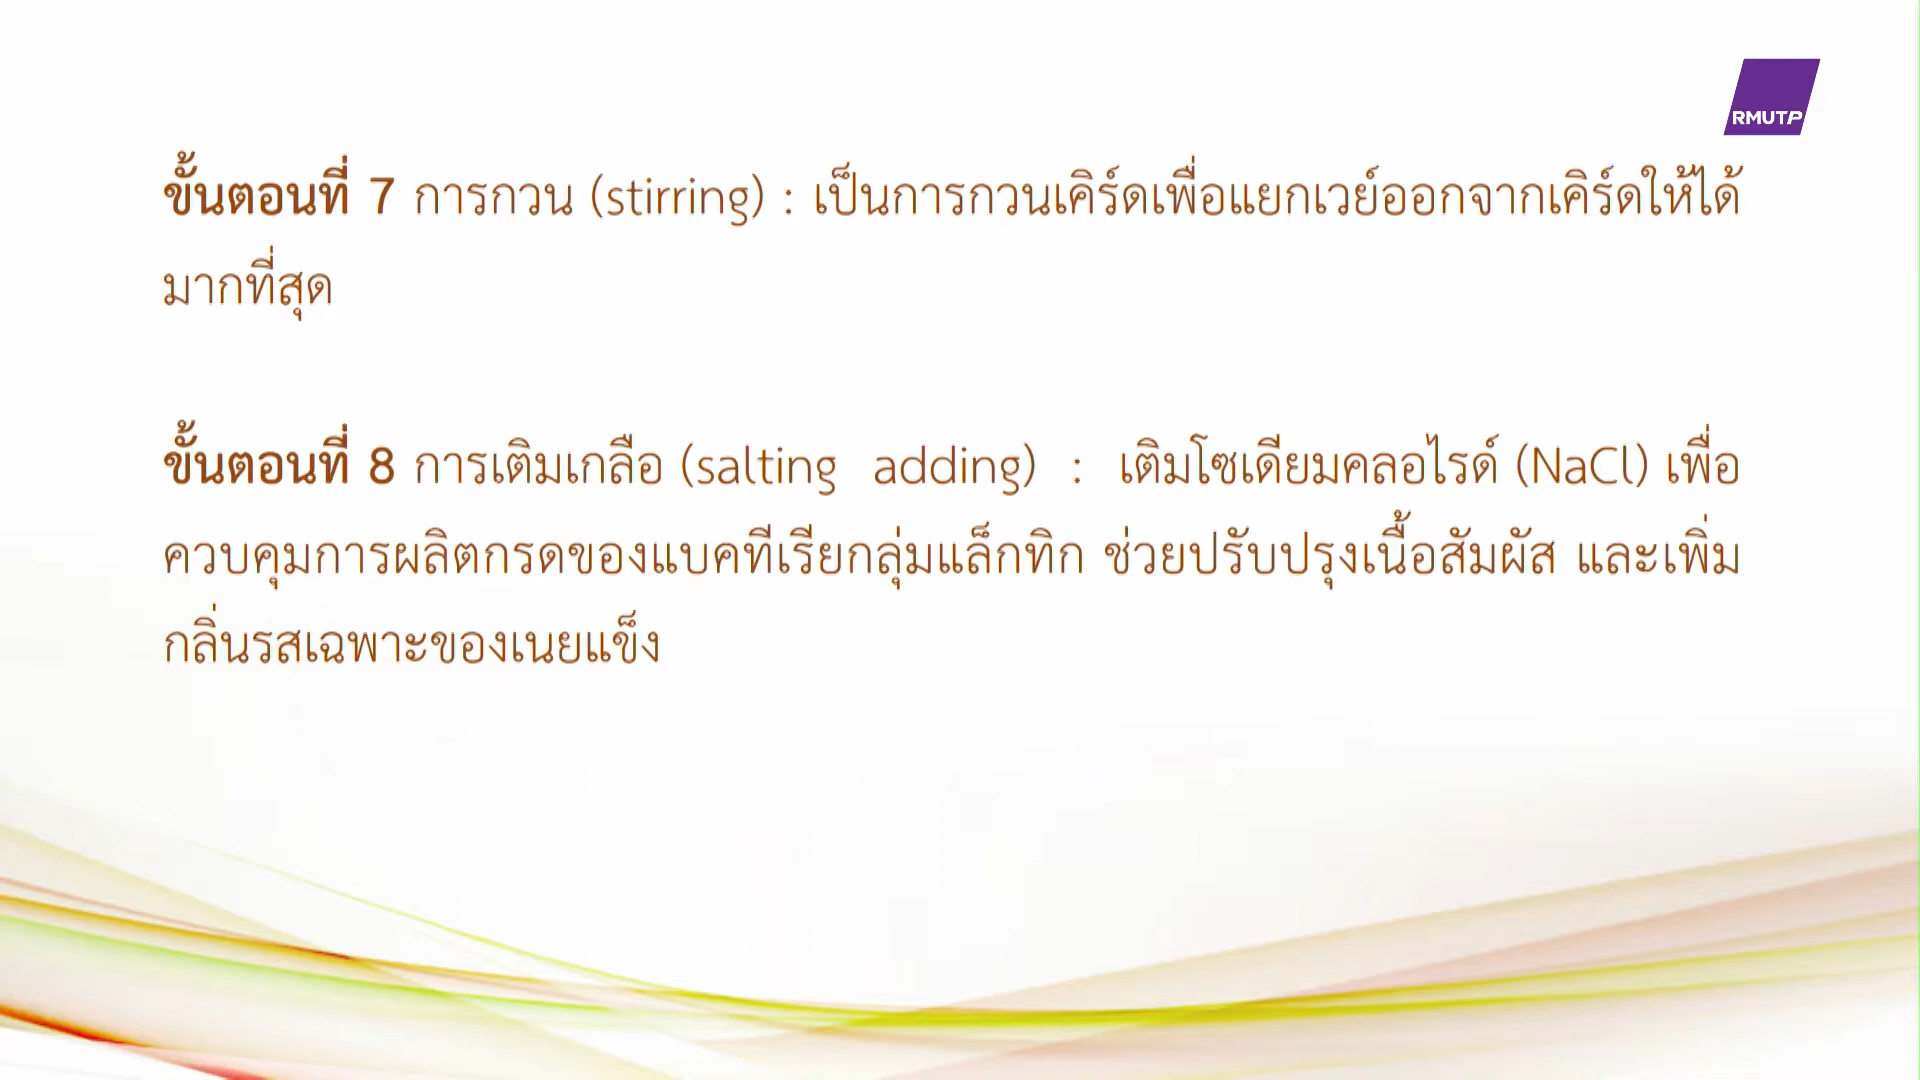 RMUTP
ขั้นตอนที่ 7 การกวน (stirring) : เป็นการกวนเคิร์ดเพื่อแยกเวย์ออกจากเคิร์ดให้ได้
มากที่สุด
ขั้นตอนที่ 8 การเติมเกลือ (salting adding) : เติมโซเดียมคลอไรด์ (NaCl) เพื่อ
ควบคุมการผลิตกรดของแบคทีเรียกลุ่มแล็กทิก ช่วยปรับปรุงเนื้อสัมผัส และเพิ่ม
กลิ่นรสเฉพาะของเนยแข็ง